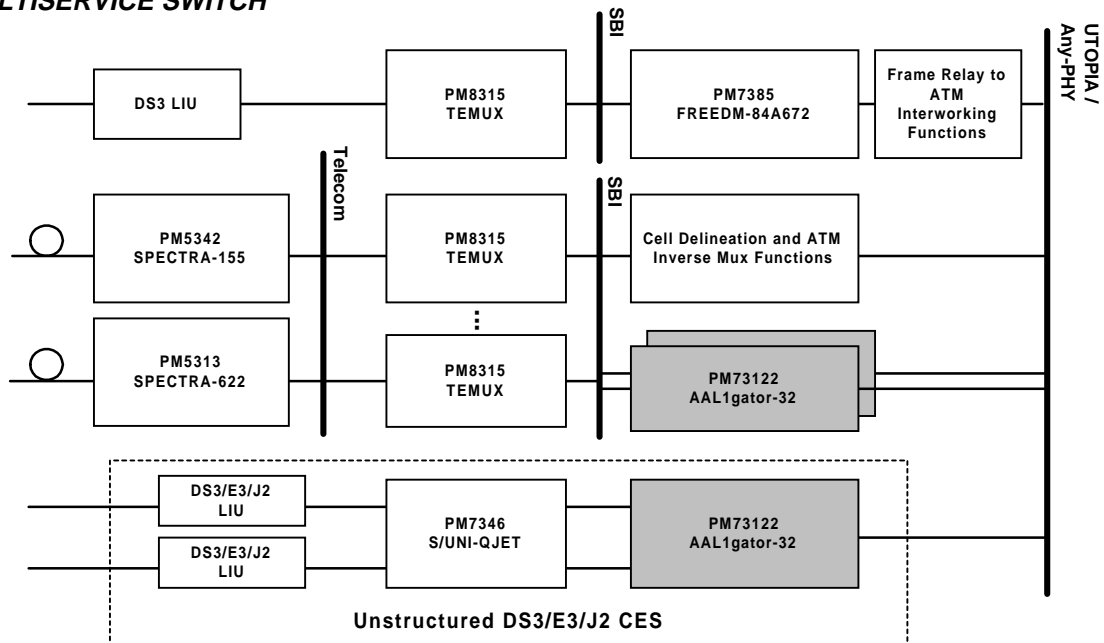 LTISERVICE SWITCH
SBI
UTOPIA /
Any-PHY
DS3 LIU
PM8315
TEMUX
PM7385
FREEDM-84A672
Frame Relay to
ATM
Interworking
Functions
Telecom
SBI
PM5342
SPECTRA-155
PM8315
TEMUX
Cell Delineation and ATM
Inverse Mux Functions
...
PM5313
SPECTRA-622
PM8315
TEMUX
PM73122
AAL1gator-32
DS3/E3/J2
LIU
DS3/E3/J2
LIU
PM7346
S/UNI-QJET
PM73122
AAL1gator-32
Unstructured DS3/E3/J2 CES